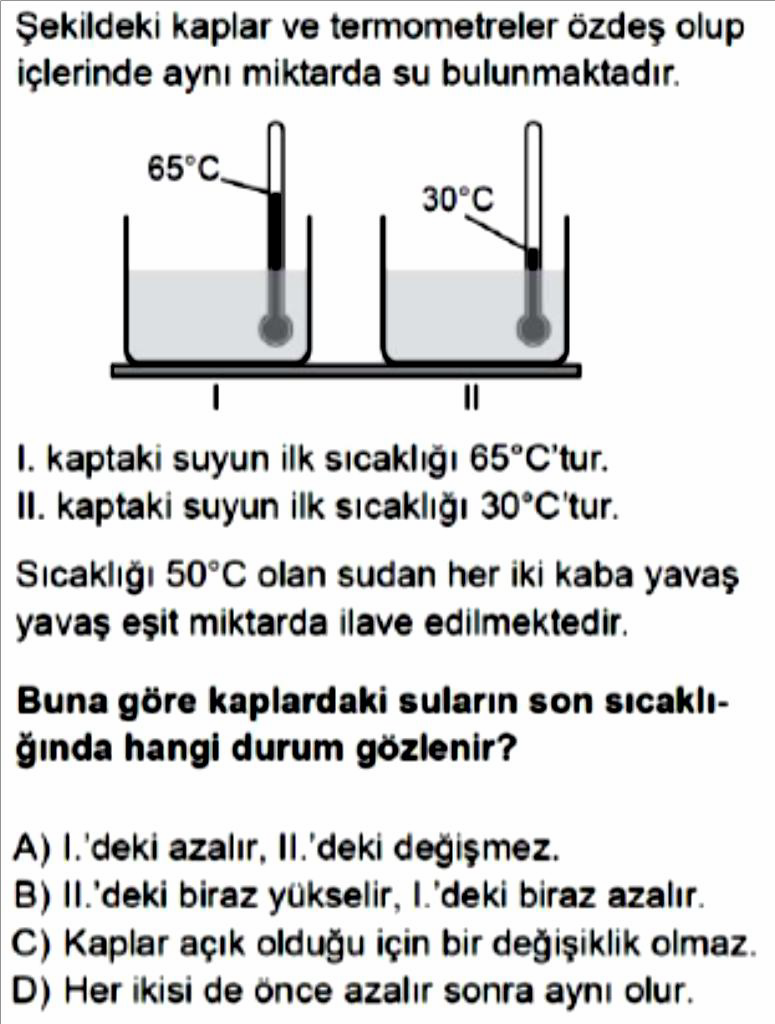 Şekildeki kaplar ve termometreler özdeş olup
içlerinde aynı miktarda su bulunmaktadır.
65°C
30°C
I
II
I. kaptaki suyun ilk sıcaklığı 65°C'tur.
II. kaptaki suyun ilk sıcaklığı 30°C'tur.
Sıcaklığı 50°C olan sudan her iki kaba yavaş
yavaş eşit miktarda ilave edilmektedir.
Buna göre kaplardaki suların son sıcaklı-
ğında hangi durum gözlenir?
A) I.'deki azalır, II.'deki değişmez.
B) II.'deki biraz yükselir, I.'deki biraz azalır.
C) Kaplar açık olduğu için bir değişiklik olmaz.
D) Her ikisi de önce azalır sonra aynı olur.